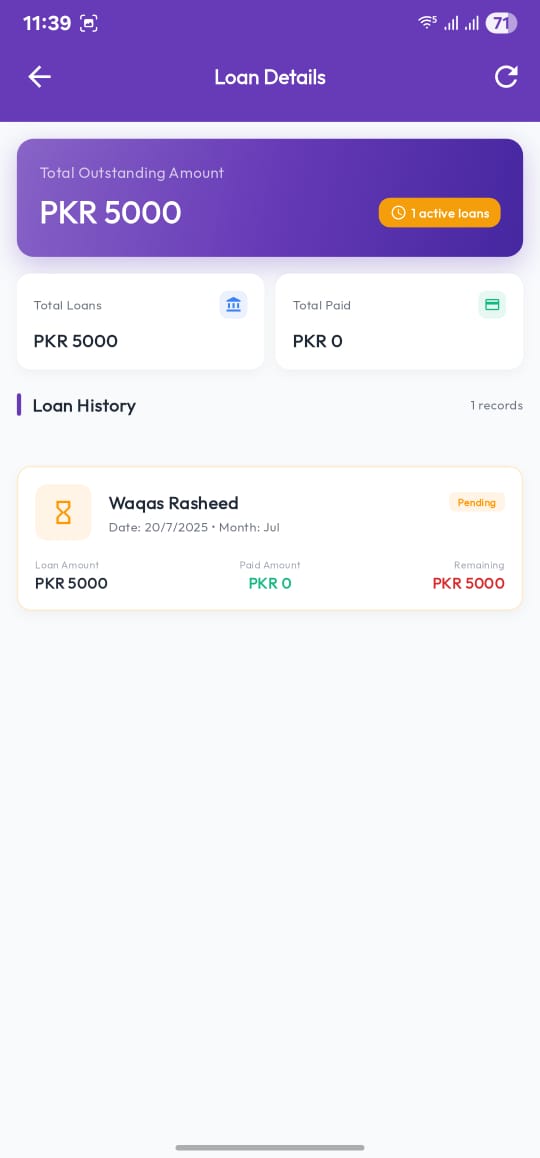 11:39
5
71
Loan Details
Total Outstanding Amount
PKR 5000
1 active loans
Total Loans
PKR 5000
Total Paid
PKR 0
Loan History
1 records
Waqas Rasheed
Pending
Date: 20/7/2025 • Month: Jul
Loan Amount
PKR 5000
Paid Amount
PKR 0
Remaining
PKR 5000